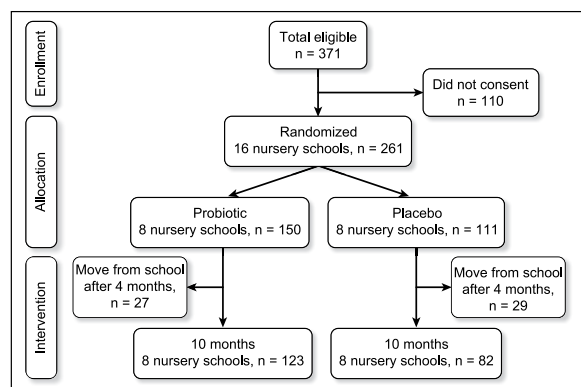 Enrollment
Total eligible
n = 371
Did not consent
n = 110
Allocation
Randomized
16 nursery schools, n = 261
Probiotic
8 nursery schools, n = 150
Placebo
8 nursery schools, n = 111
Intervention
Move from school
after 4 months,
n = 27
Move from school
after 4 months,
n = 29
10 months
8 nursery schools, n = 123
10 months
8 nursery schools, n = 82